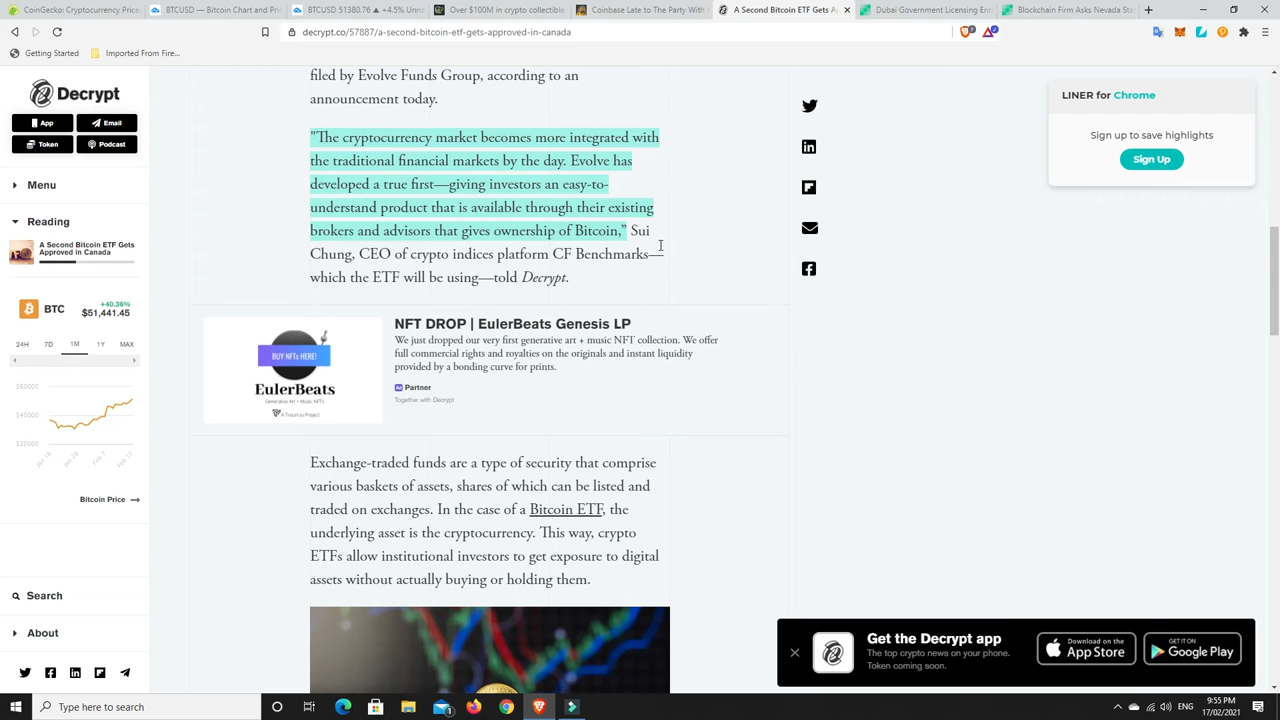 CoinGecko: Cryptocurrency Price
BTCUSD — Bitcoin Chart and Pri
BTCUSD 51380.76 ▲+4.5% Unna
Over $100M in crypto collectible
Coinbase Late to The Party With
A Second Bitcoin ETF Gets Ap
Dubai Government Licensing Ent
Blockchain Firm Asks Nevada Sta
decrypt.co/57887/a-second-bitcoin-etf-gets-approved-in-canada
Getting Started
Imported From Fire...
Decrypt
App
Email
Token
Podcast
Menu
Reading
A Second Bitcoin ETF Gets
Approved in Canada
BTC
+40.36%
$51,441.45
24H 7D 1M 1Y MAX
$60000
$40000
$20000
Bitcoin Price →
Search
About
filed by Evolve Funds Group, according to an
announcement today.
"The cryptocurrency market becomes more integrated with
the traditional financial markets by the day. Evolve has
developed a true first—giving investors an easy-to-
understand product that is available through their existing
brokers and advisors that gives ownership of Bitcoin,” Sui
Chung, CEO of crypto indices platform CF Benchmarks—
which the ETF will be using—told Decrypt.
BUY NFTs HERE!
EulerBeats
Generative Art + Music NFTs
NFT DROP | EulerBeats Genesis LP
We just dropped our very first generative art + music NFT collection. We offer
full commercial rights and royalties on the originals and instant liquidity
provided by a bonding curve for prints.
Ad Partner
Together with Decrypt
Exchange-traded funds are a type of security that comprise
various baskets of assets, shares of which can be listed and
traded on exchanges. In the case of a Bitcoin ETF, the
underlying asset is the cryptocurrency. This way, crypto
ETFs allow institutional investors to get exposure to digital
assets without actually buying or holding them.
LINER for Chrome
Sign up to save highlights
Sign Up
Get the Decrypt app
The top crypto news on your phone.
Token coming soon.
Download on the
App Store
GET IT ON
Google Play
Type here to search
ENG
9:55 PM
17/02/2021